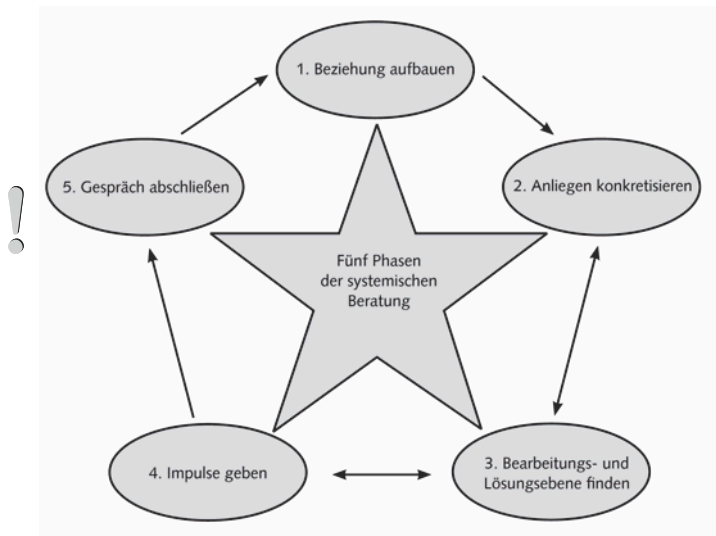 1. Beziehung aufbauen
2. Anliegen konkretisieren
3. Bearbeitungs- und
Lösungsebene finden
4. Impulse geben
5. Gespräch abschließen
Fünf Phasen
der systemischen
Beratung
!